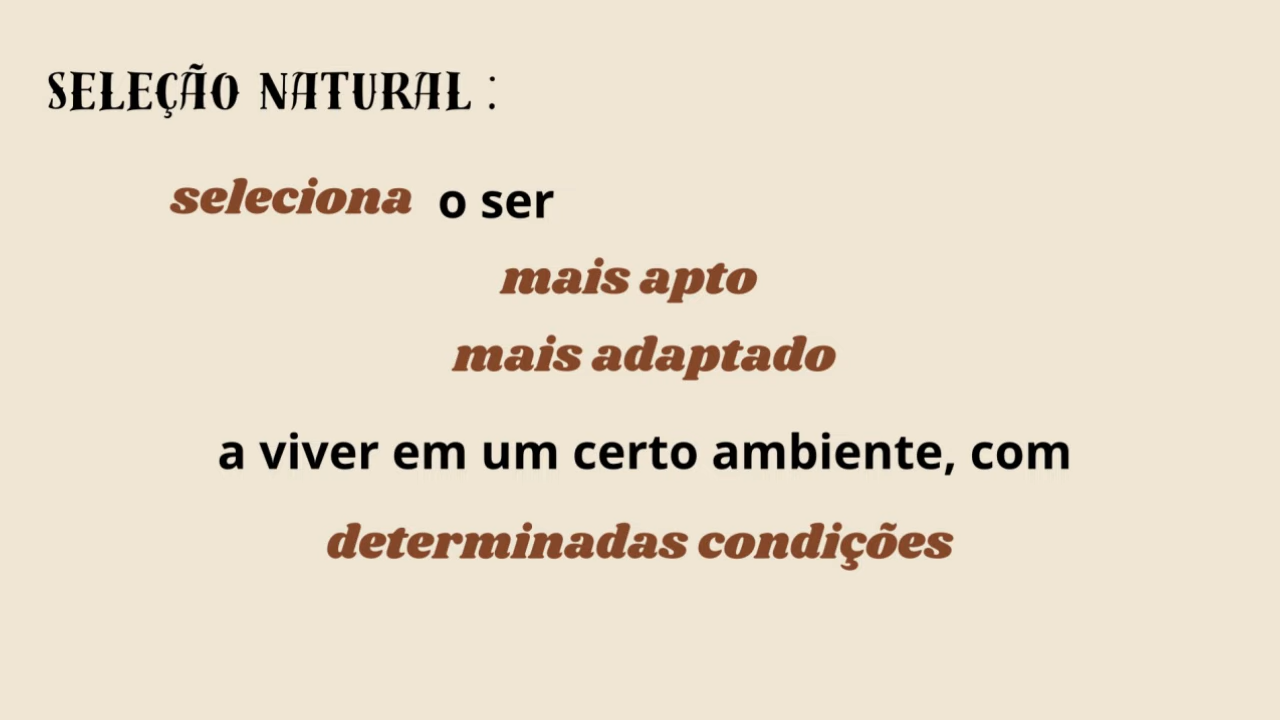 SELEÇÃO NATURAL :
seleciona o ser
mais apto
mais adaptado
a viver em um certo ambiente, com
determinadas condições